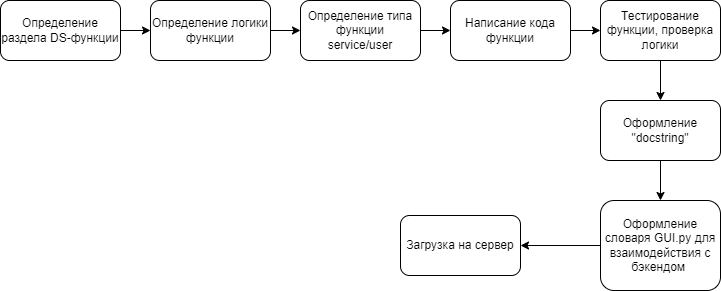 Определение
раздела DS-функции
Определение логики
функции
Определение типа
функции
service/user
Написание кода
функции
Тестирование
функции, проверка
логики
Оформление
"docstring"
Оформление
словаря GUI.py для
взаимодействия с
бэкендом
Загрузка на сервер